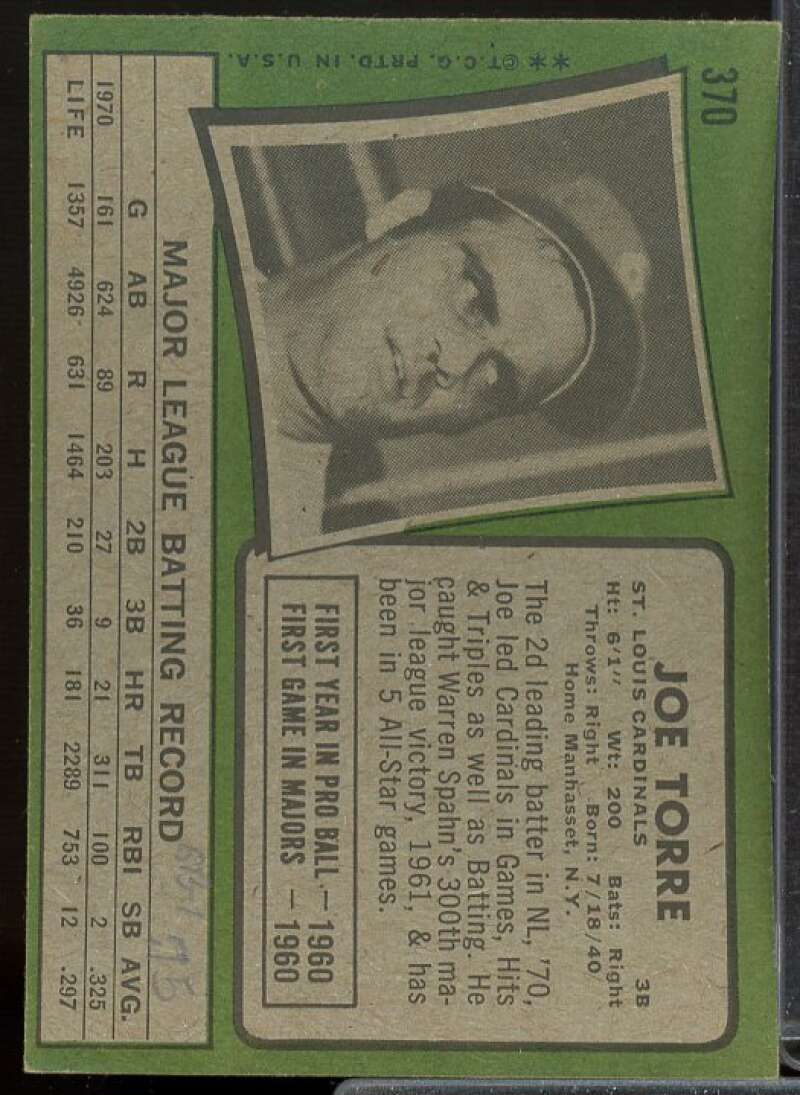 370
**©T.C.G. PRTD. IN U.S.A.
JOE TORRE
ST. LOUIS CARDINALS 3B
Ht: 6'1" Wt: 200 Bats: Right
Throws: Right Born: 7/18/40
Home Manhasset, N.Y.
The 2d leading batter in NL, '70,
Joe led Cardinals in Games, Hits
& Triples as well as Batting. He
caught Warren Spahn's 300th ma-
jor league victory, 1961, & has
been in 5 All-Star games.
FIRST YEAR IN PRO BALL — 1960
FIRST GAME IN MAJORS — 1960
MAJOR LEAGUE BATTING RECORD
G AB R H 2B 3B HR TB RBI SB AVG.
1970 161 624 89 203 27 9 21 311 100 2 .325
LIFE 1357 4926 631 1464 210 36 181 2289 753 12 .297